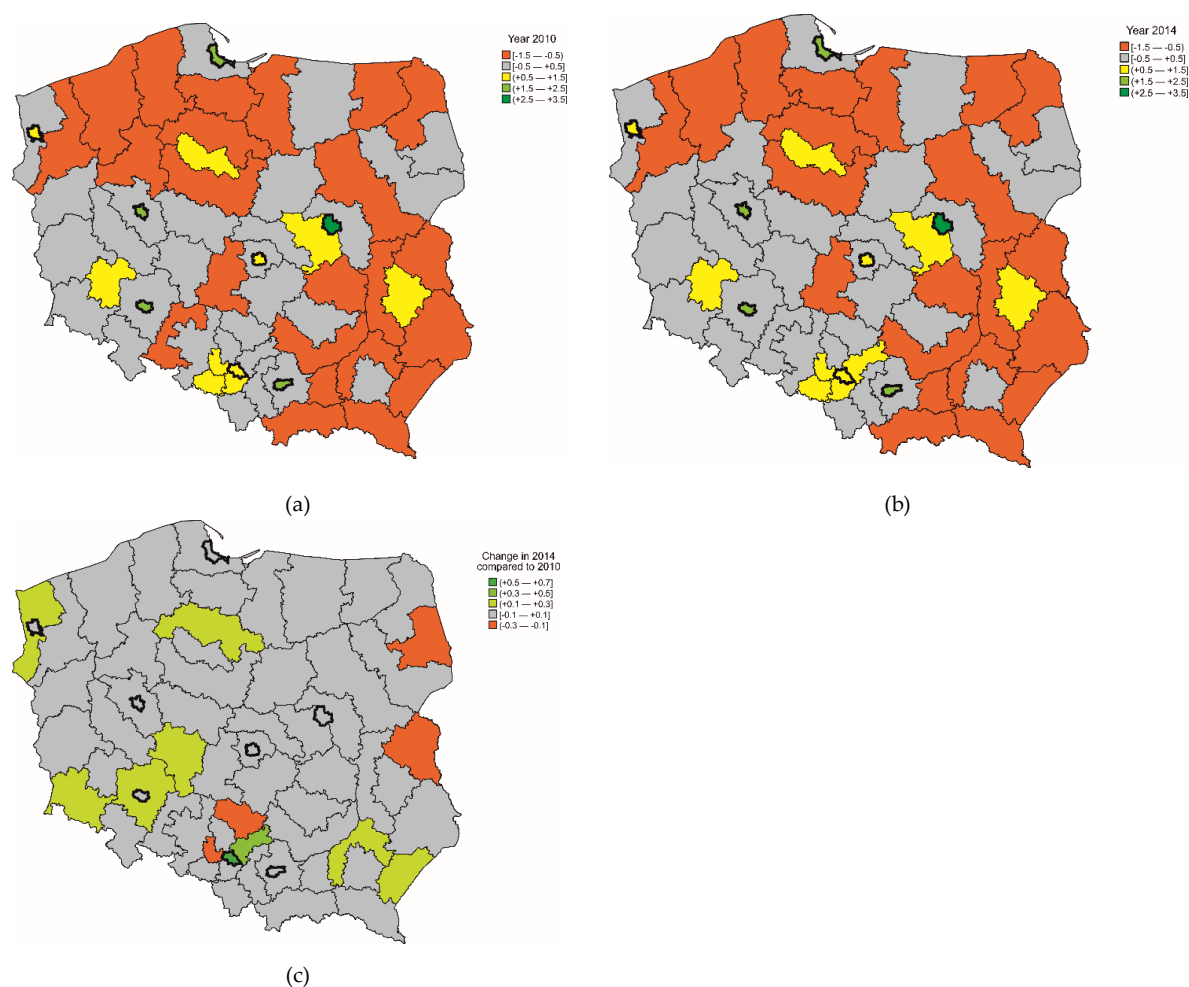 Year 2010
[-1.5 — -0.5)
[-0.5 — +0.5]
(+0.5 — +1.5]
(+1.5 — +2.5]
(+2.5 — +3.5]
Year 2014
[-1.5 — -0.5)
[-0.5 — +0.5]
(+0.5 — +1.5]
(+1.5 — +2.5]
(+2.5 — +3.5]
(a)
(b)
Change in 2014
compared to 2010
(+0.5 — +0.7]
(+0.3 — +0.5]
(+0.1 — +0.3]
[-0.1 — +0.1]
[-0.3 — -0.1)
(c)